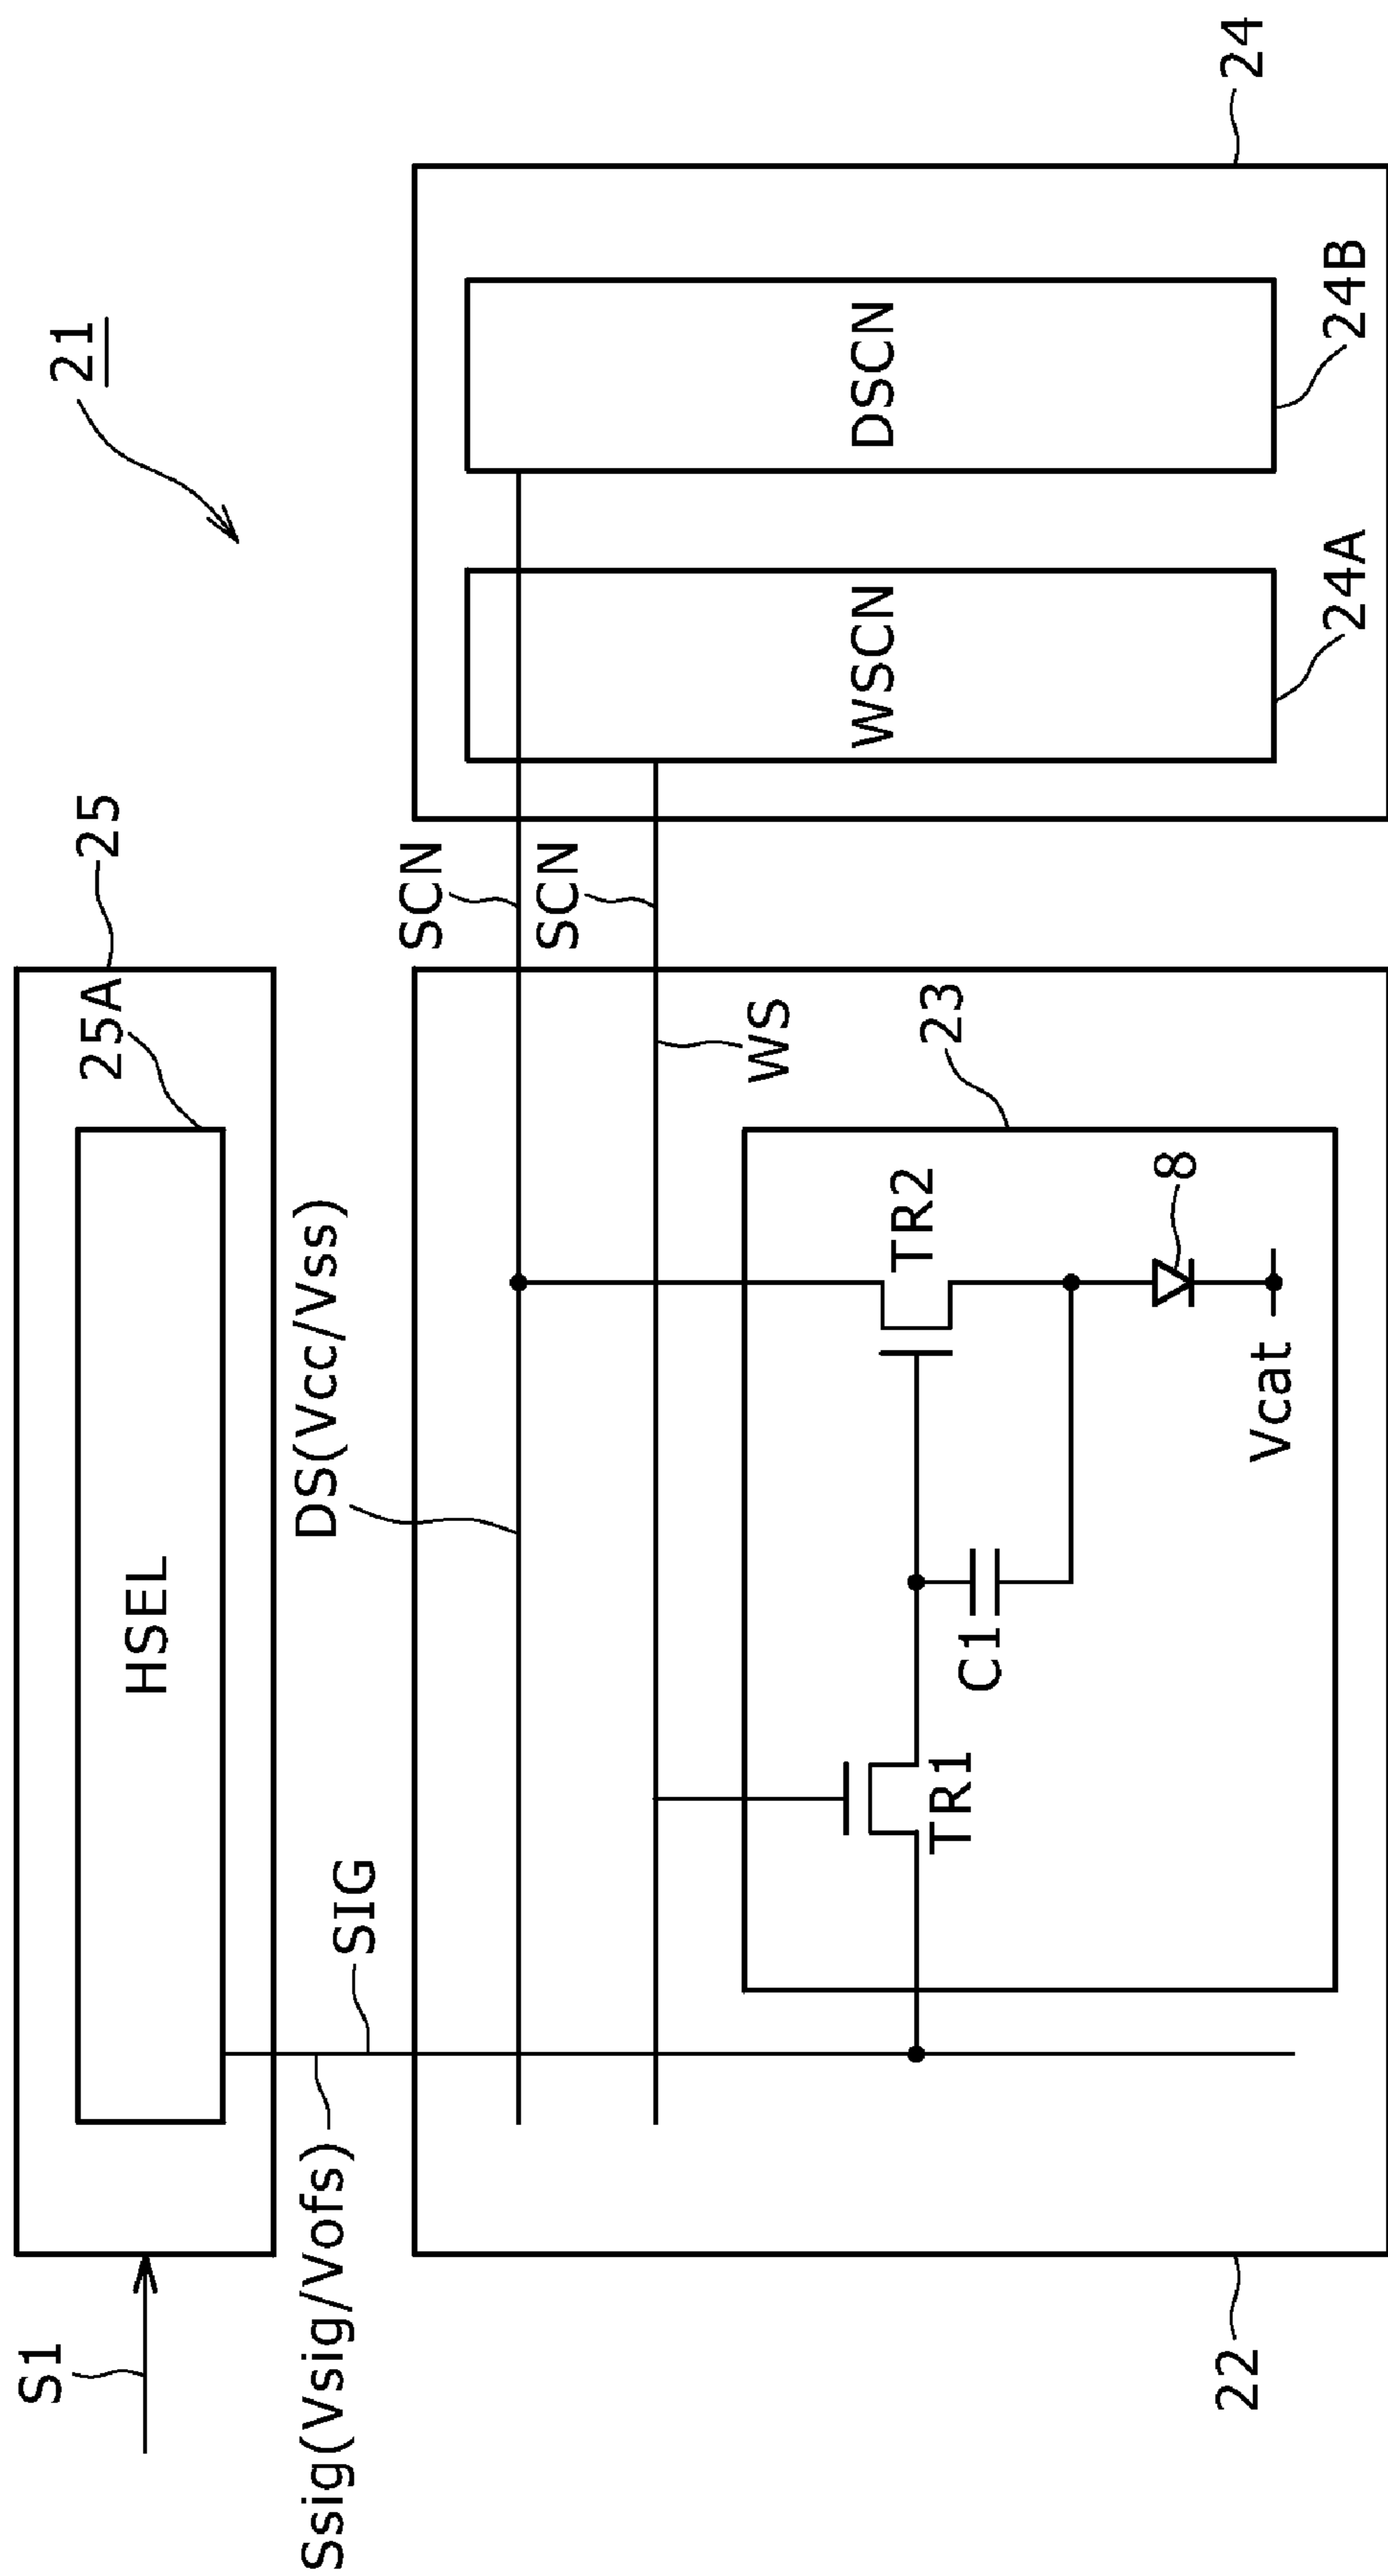 21
S1
25
25A
HSEL
Ssig(Vsig/Vofs)
SIG
DS(Vcc/Vss)
SCN
SCN
WS
23
TR1
C1
TR2
8
Vcat
22
WSCN
DSCN
24A
24B
24